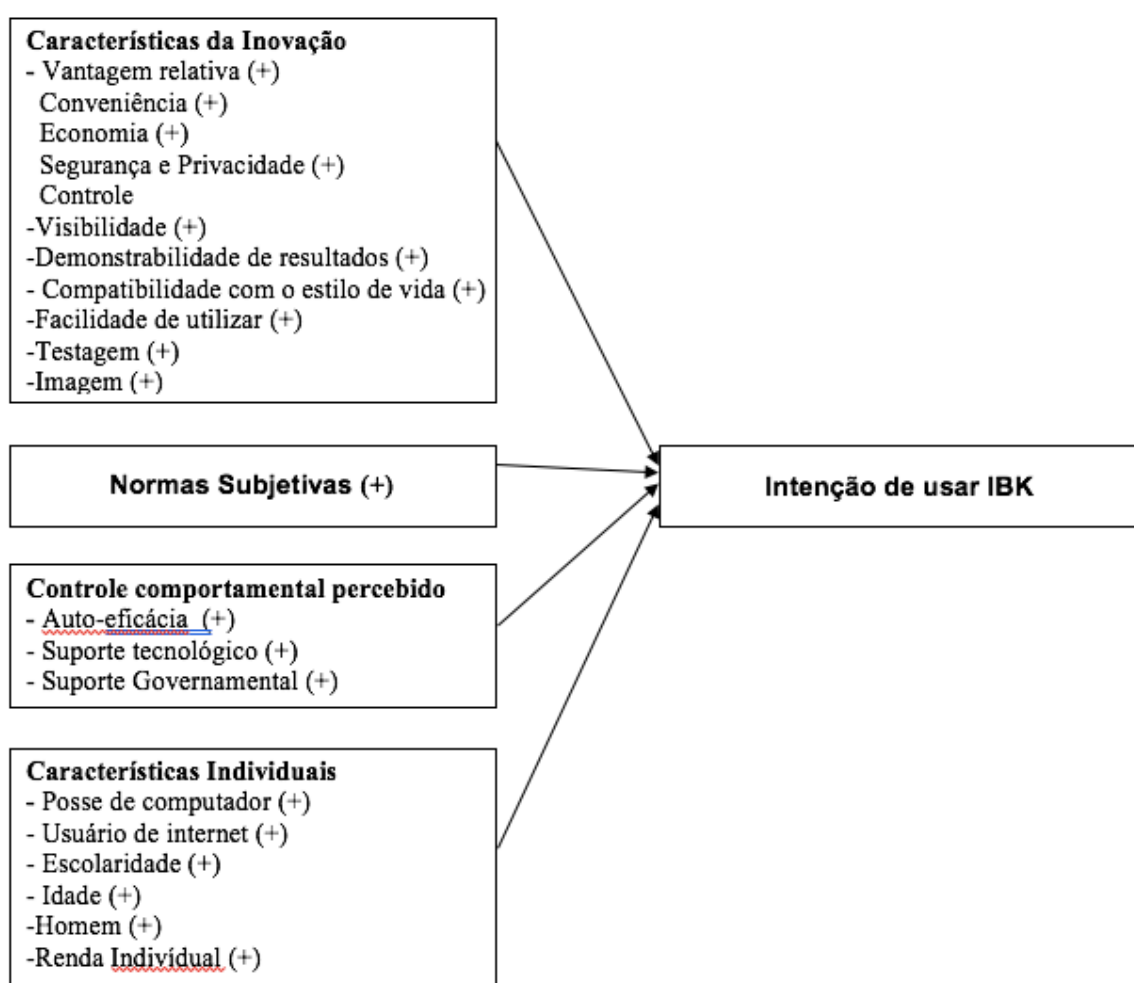 Características da Inovação
- Vantagem relativa (+)
Conveniência (+)
Economia (+)
Segurança e Privacidade (+)
Controle
-Visibilidade (+)
-Demonstrabilidade de resultados (+)
- Compatibilidade com o estilo de vida (+)
-Facilidade de utilizar (+)
-Testagem (+)
-Imagem (+)
Normas Subjetivas (+)
Intenção de usar IBK
Controle comportamental percebido
- Auto-eficácia (+)
- Suporte tecnológico (+)
- Suporte Governamental (+)
Características Individuais
- Posse de computador (+)
- Usuário de internet (+)
- Escolaridade (+)
- Idade (+)
-Homem (+)
-Renda Indivídual (+)